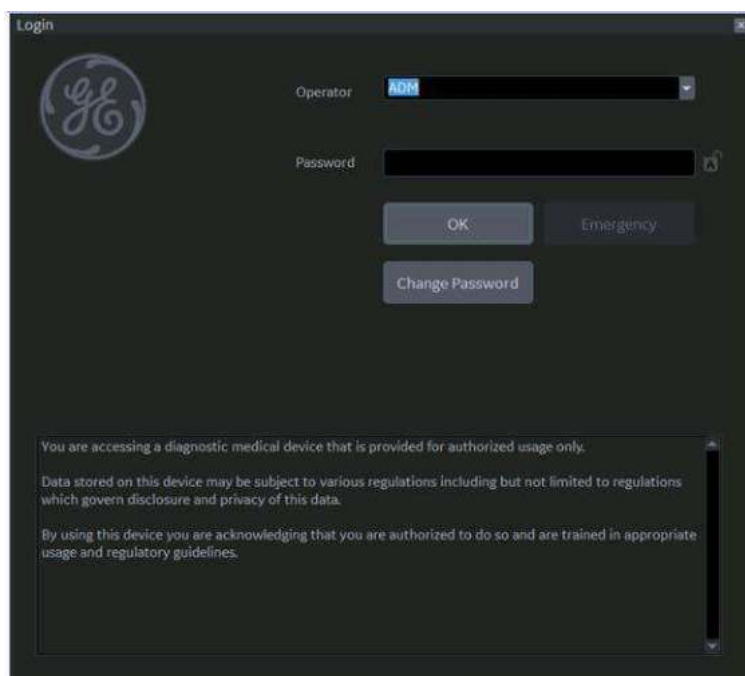 Login
GE
Operator
ADM
Password
OK
Emergency
Change Password
You are accessing a diagnostic medical device that is provided for authorized usage only.
Data stored on this device may be subject to various regulations including but not limited to regulations
which govern disclosure and privacy of this data.
By using this device you are acknowledging that you are authorized to do so and are trained in appropriate
usage and regulatory guidelines.